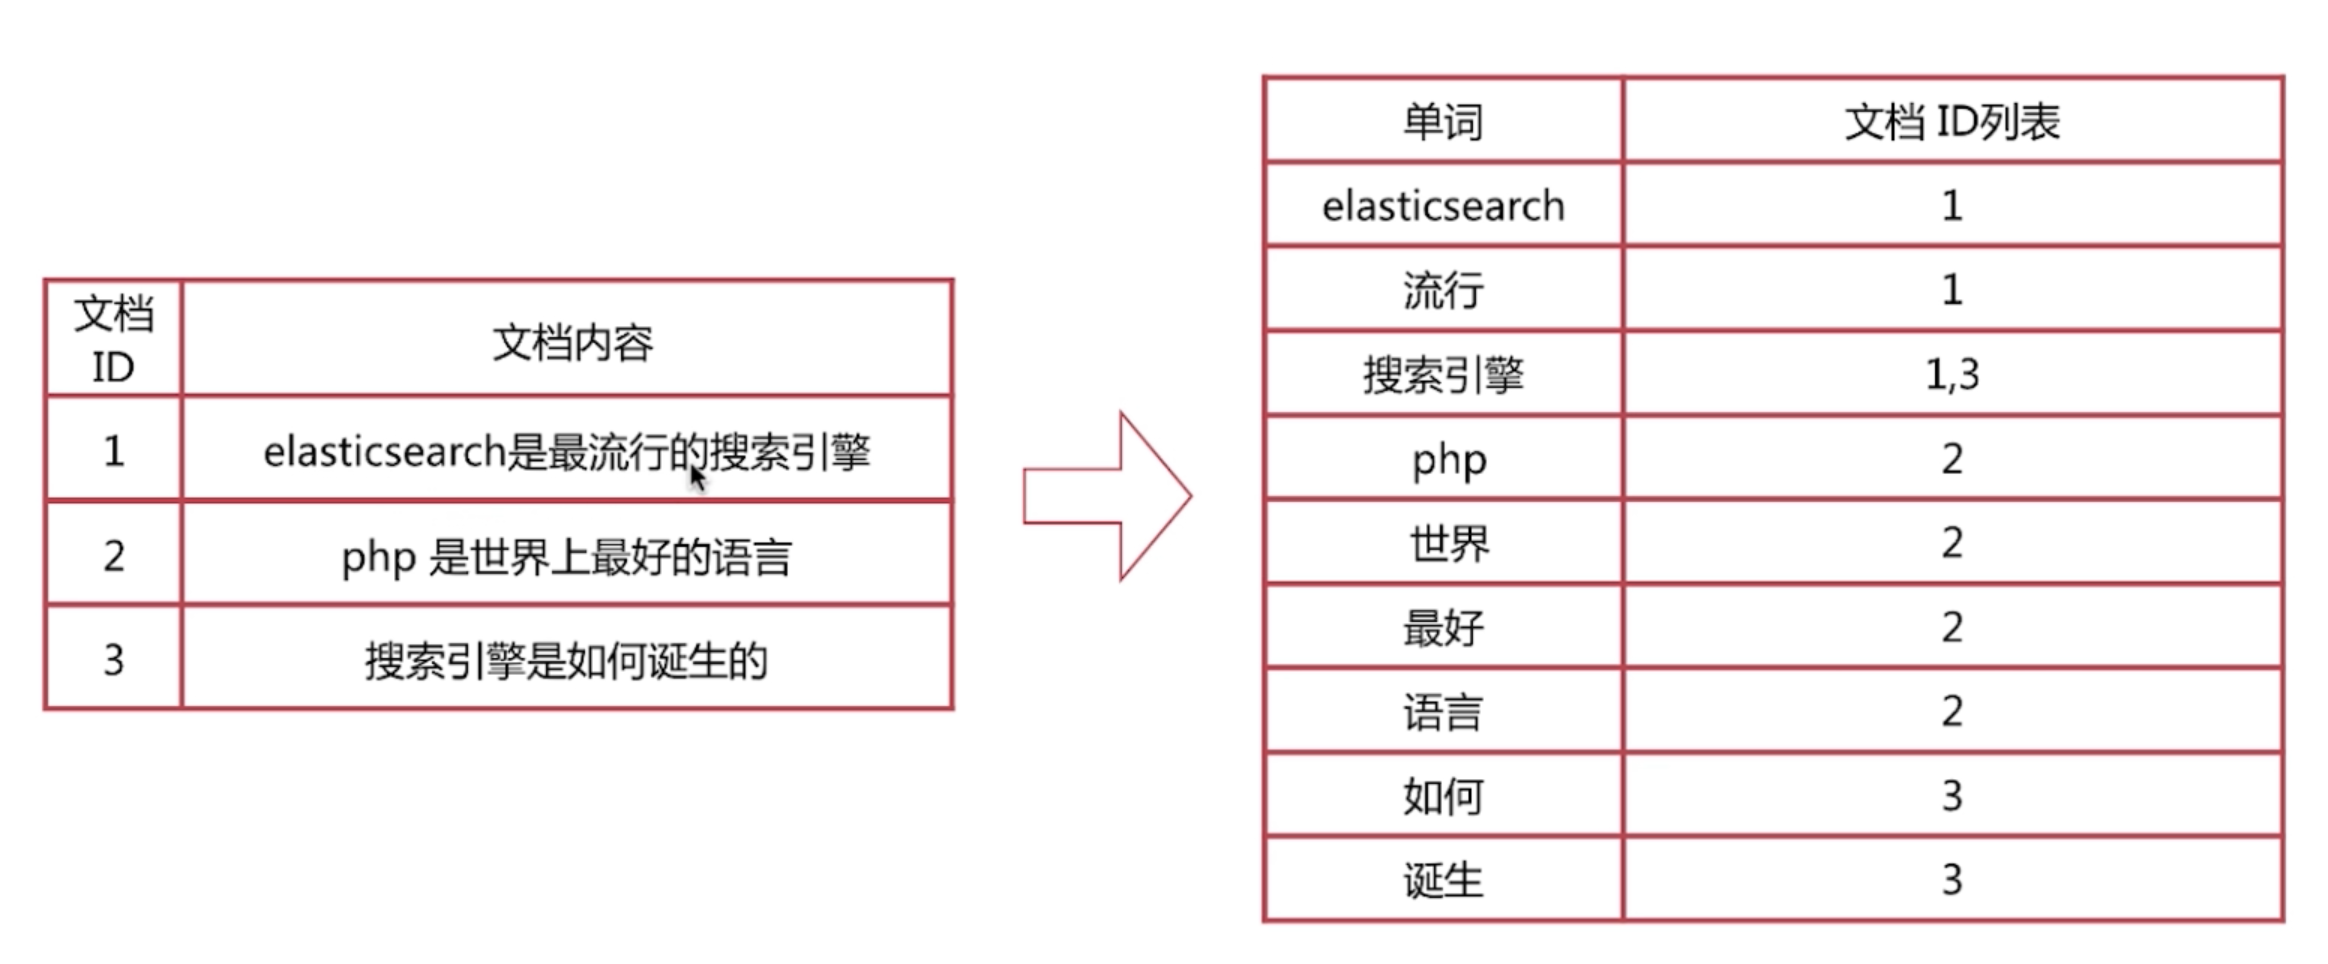 文档
ID
文档内容
1
elasticsearch是最流行的搜索引擎
2
php 是世界上最好的语言
3
搜索引擎是如何诞生的
单词
文档 ID列表
elasticsearch
1
流行
1
搜索引擎
1,3
php
2
世界
2
最好
2
语言
2
如何
3
诞生
3